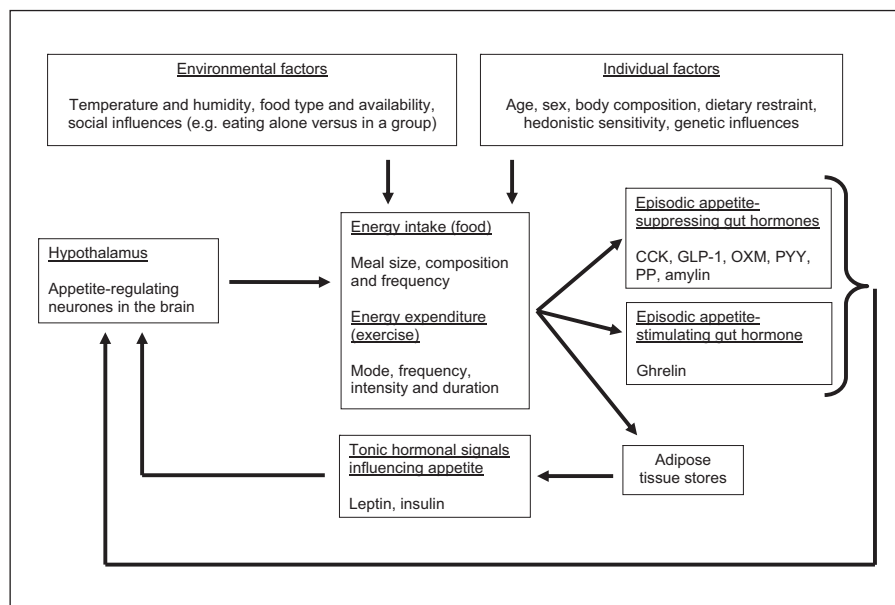 Environmental factors
Temperature and humidity, food type and availability,
social influences (e.g. eating alone versus in a group)
Individual factors
Age, sex, body composition, dietary restraint,
hedonistic sensitivity, genetic influences
Hypothalamus
Appetite-regulating
neurones in the brain
Energy intake (food)
Meal size, composition
and frequency
Energy expenditure
(exercise)
Mode, frequency,
intensity and duration
Episodic appetite-
suppressing gut hormones
CCK, GLP-1, OXM, PYY,
PP, amylin
Episodic appetite-
stimulating gut hormone
Ghrelin
Tonic hormonal signals
influencing appetite
Leptin, insulin
Adipose
tissue stores